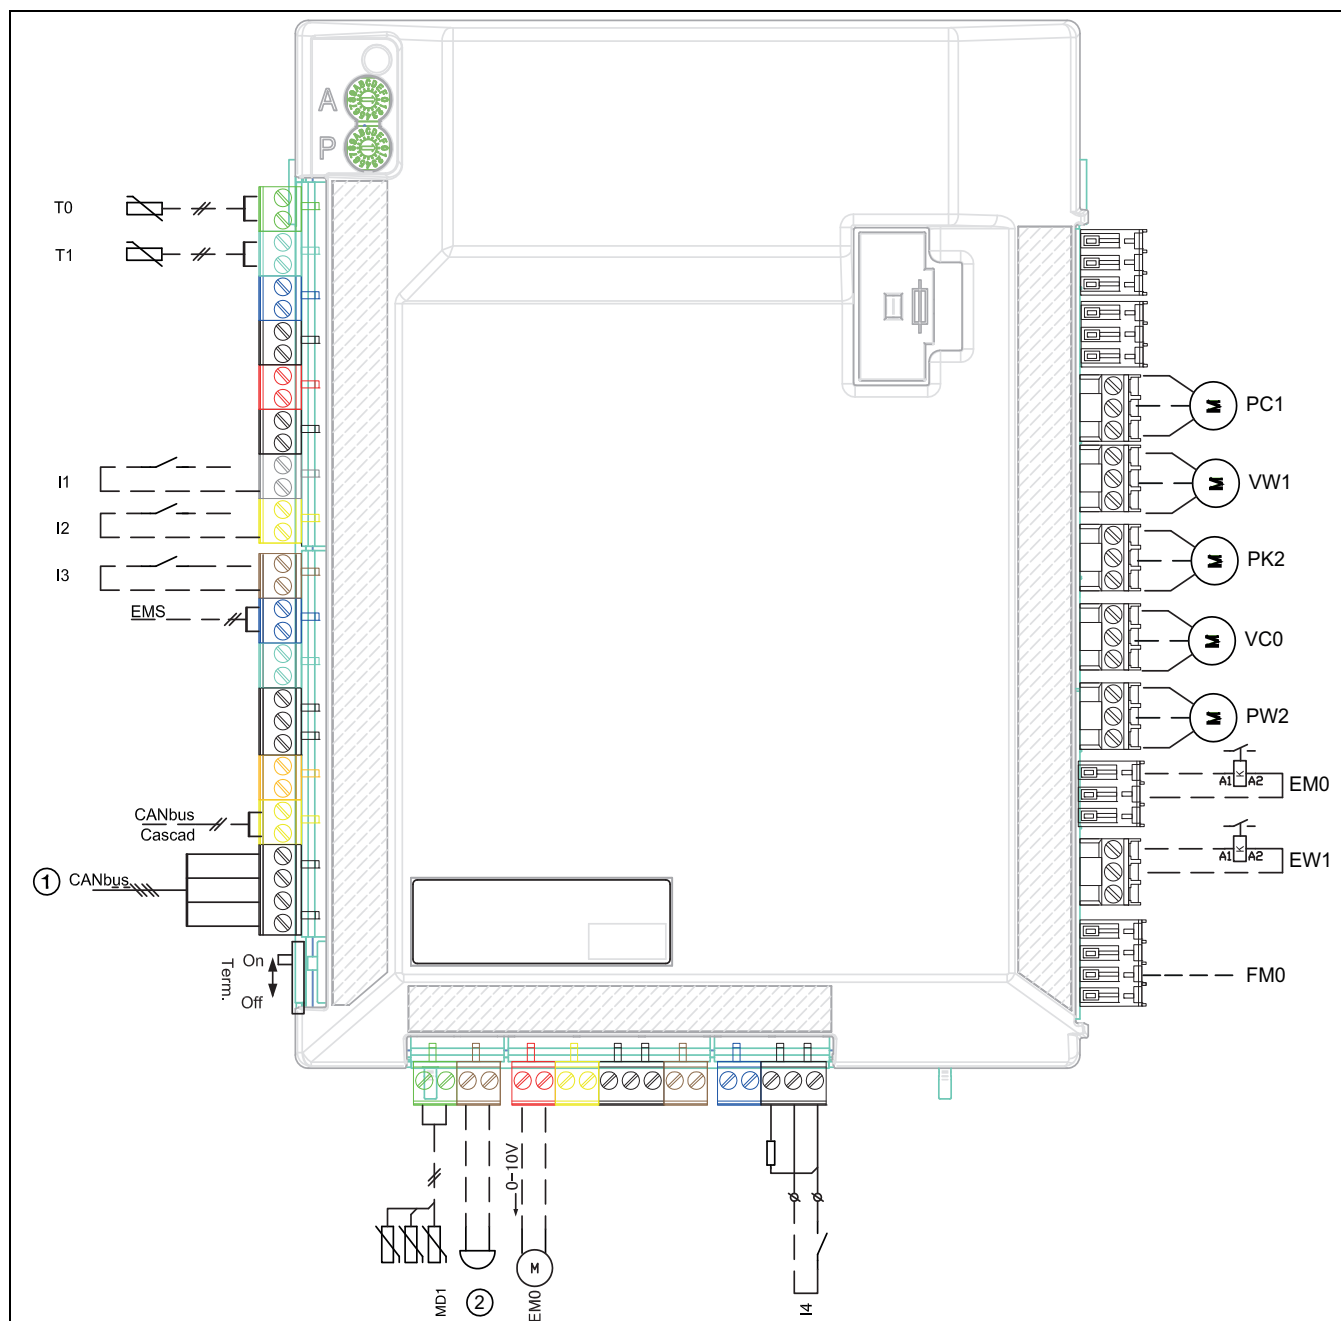 A
P
T0
T1
I1
I2
I3
EMS
CANbus
Cascad
1 CANbus
On
Term.
Off
M PC1
M VW1
M PK2
M VC0
M PW2
A1 K A2 EM0
A1 K A2 EW1
FM0
0-10V
M
MD1
2
EM0
I4